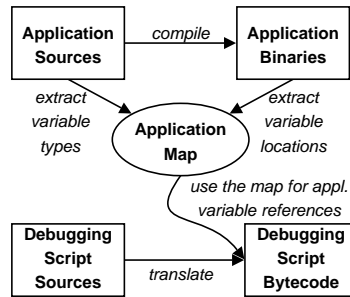 Application
Sources
compile
Application
Binaries
extract
variable
types
extract
variable
locations
Application
Map
use the map for appl.
variable references
Debugging
Script
Sources
translate
Debugging
Script
Bytecode